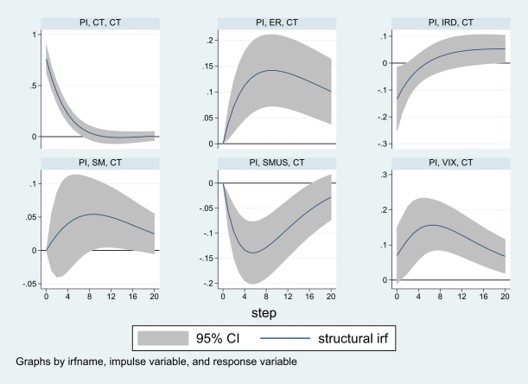 PI, CT, CT
PI, ER, CT
PI, IRD, CT
1
.5
0
.2
.15
.1
.05
0
.1
0
-.1
-.2
-.3
PI, SM, CT
PI, SMUS, CT
PI, VIX, CT
.1
.05
0
-.05
0
-.05
-.1
-.15
-.2
.3
.2
.1
0
0 4 8 12 16 20
0 4 8 12 16 20
0 4 8 12 16 20
step
95% CI
structural irf
Graphs by irfname, impulse variable, and response variable